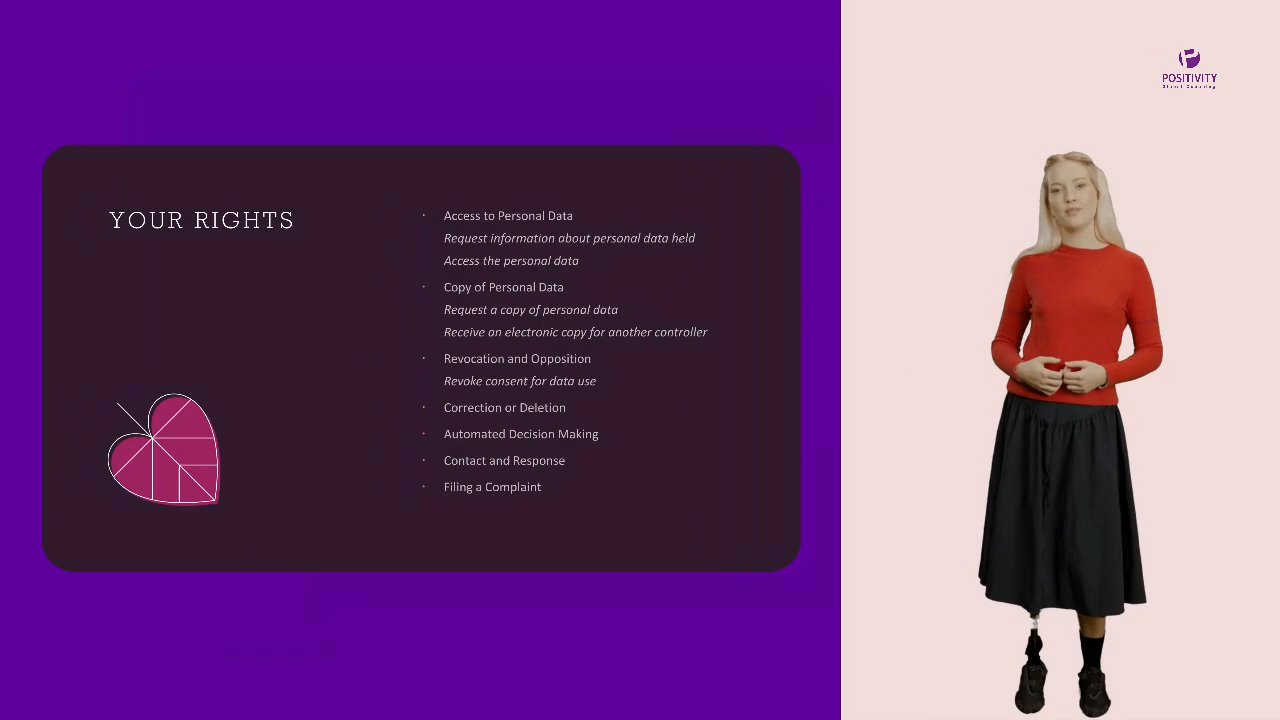 YOUR RIGHTS
Access to Personal Data
Request information about personal data held
Access the personal data
Copy of Personal Data
Request a copy of personal data
Receive an electronic copy for another controller
Revocation and Opposition
Revoke consent for data use
Correction or Deletion
Automated Decision Making
Contact and Response
Filing a Complaint
POSITIVITY